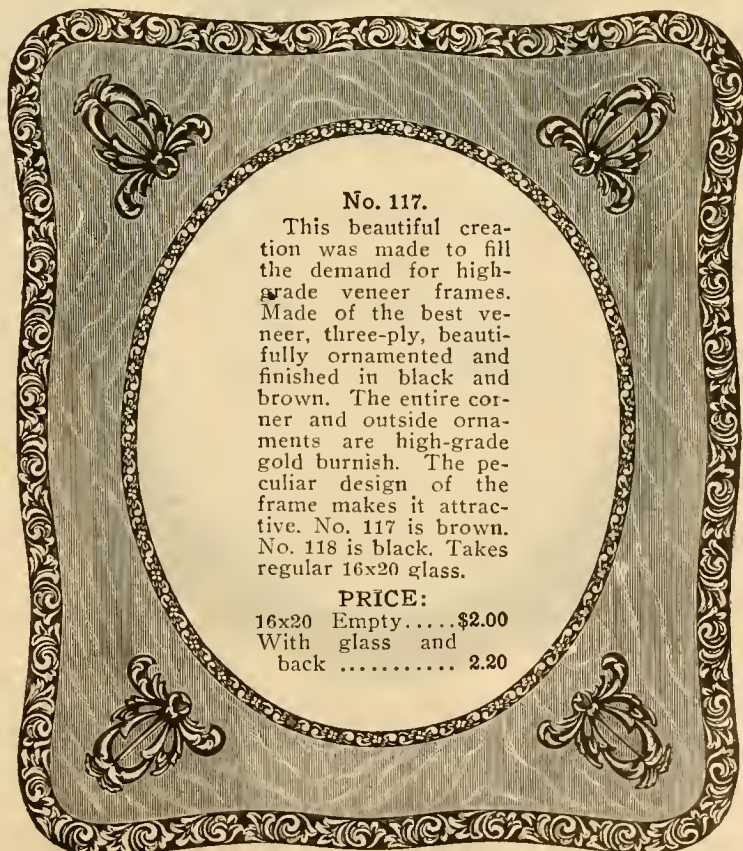 No. 117.
This beautiful crea-
tion was made to fill
the demand for high-
grade veneer frames.
Made of the best ve-
neer, three-ply, beauti-
fully ornamented and
finished in black and
brown. The entire cor-
ner and outside orna-
ments are high-grade
gold burnish. The pe-
culiar design of the
frame makes it attrac-
tive. No. 117 is brown.
No. 118 is black. Takes
regular 16x20 glass.
PRICE:
16x20 Empty.....$2.00
With glass and
back ........... 2.20